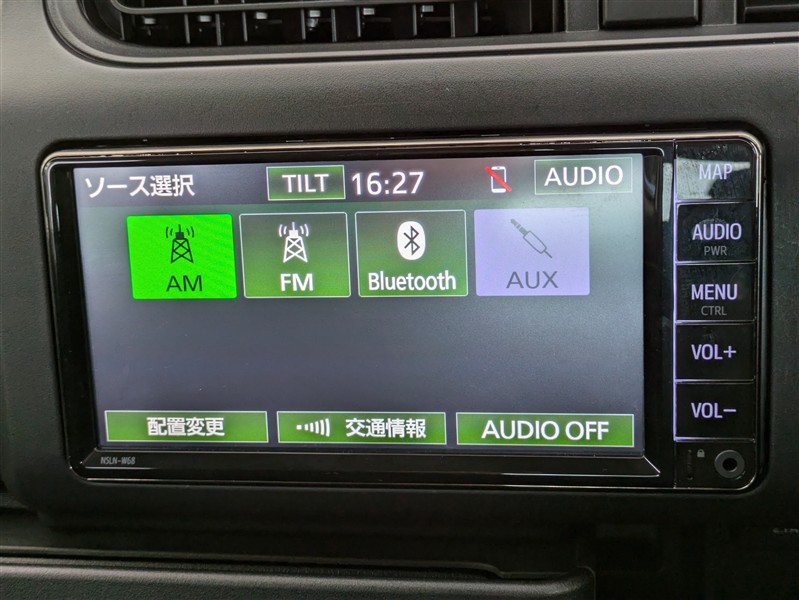 ソース選択
TILT
16:27
AUDIO
AM
FM
Bluetooth
AUX
配置変更
交通情報
AUDIO OFF
NSLN-W68
MAP
AUDIO
PWR
MENU
CTRL
VOL+
VOL−